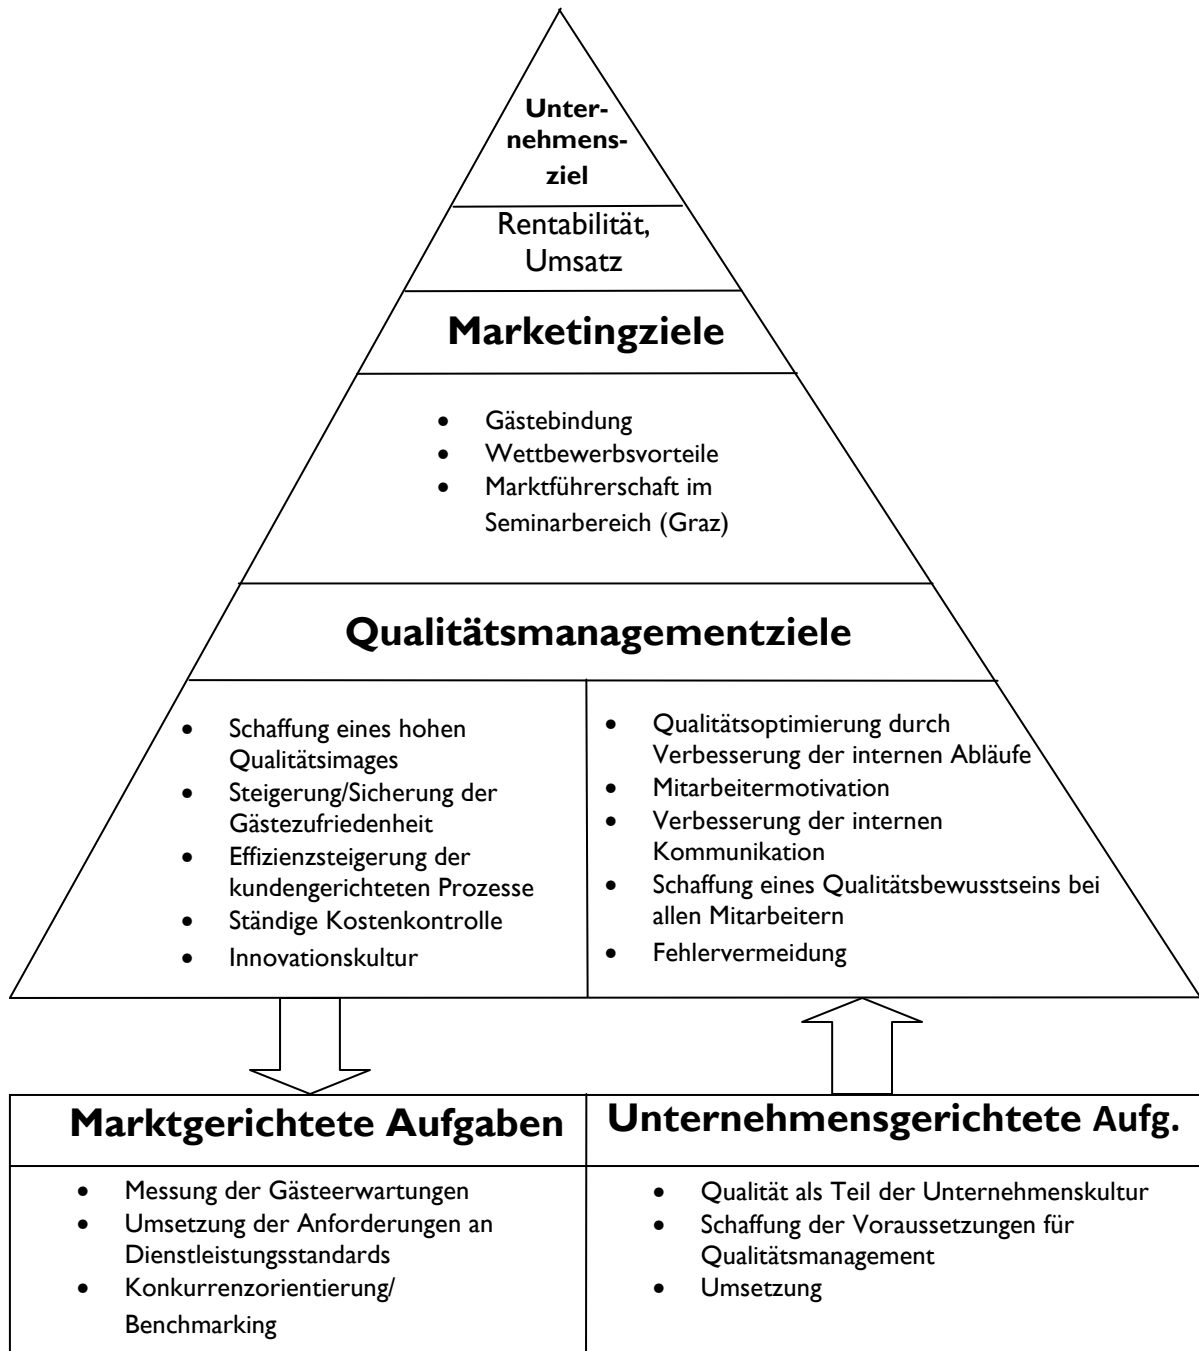 Unter-
nehmens-
ziel
Rentabilität,
Umsatz
Marketingziele
• Gästebindung
• Wettbewerbsvorteile
• Marktführerschaft im
Seminarbereich (Graz)
Qualitätsmanagementziele
• Schaffung eines hohen
Qualitätsimages
• Steigerung/Sicherung der
Gästezufriedenheit
• Effizienzsteigerung der
kundengerichteten Prozesse
• Ständige Kostenkontrolle
• Innovationskultur
• Qualitätsoptimierung durch
Verbesserung der internen Abläufe
• Mitarbeitermotivation
• Verbesserung der internen
Kommunikation
• Schaffung eines Qualitätsbewusstseins bei
allen Mitarbeitern
• Fehlervermeidung
Marktgerichtete Aufgaben
• Messung der Gästeerwartungen
• Umsetzung der Anforderungen an
Dienstleistungsstandards
• Konkurrenzorientierung/
Benchmarking
Unternehmensgerichtete Aufg.
• Qualität als Teil der Unternehmenskultur
• Schaffung der Voraussetzungen für
Qualitätsmanagement
• Umsetzung